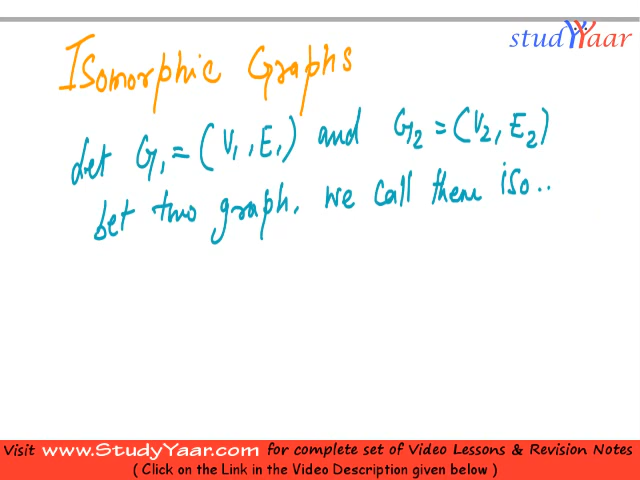 Isomorphic Graphs
studYYaar
Let G1 = (V1, E1) and G2 = (V2, E2)
bet two graph, we call them iso..
Visit www.StudyYaar.com for complete set of Video Lessons & Revision Notes
( Click on the Link in the Video Description given below )